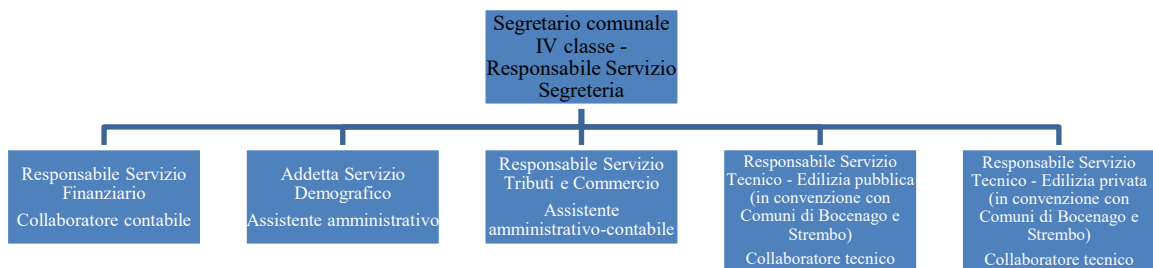 Segretario comunale
IV classe -
Responsabile Servizio
Segreteria
Responsabile Servizio
Finanziario
Collaboratore contabile
Addetta Servizio
Demografico
Assistente amministrativo
Responsabile Servizio
Tributi e Commercio
Assistente
amministrativo-contabile
Responsabile Servizio
Tecnico - Edilizia pubblica
(in convenzione con
Comuni di Bocenago e
Strembo)
Collaboratore tecnico
Responsabile Servizio
Tecnico - Edilizia privata
(in convenzione con
Comuni di Bocenago e
Strembo)
Collaboratore tecnico